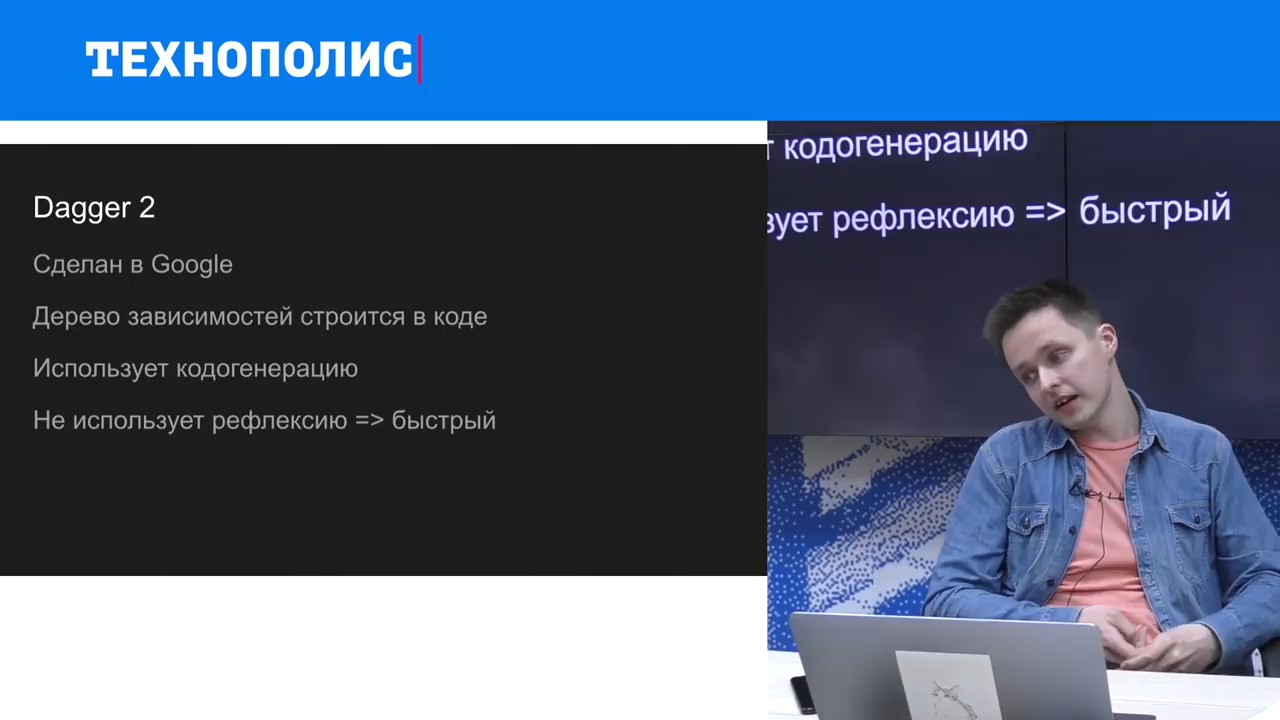 ТЕХНОПОЛИС
Dagger 2
Сделан в Google
Дерево зависимостей строится в коде
Использует кодогенерацию
Не использует рефлексию => быстрый
т кодогенерацию
зует рефлексию => быстрый